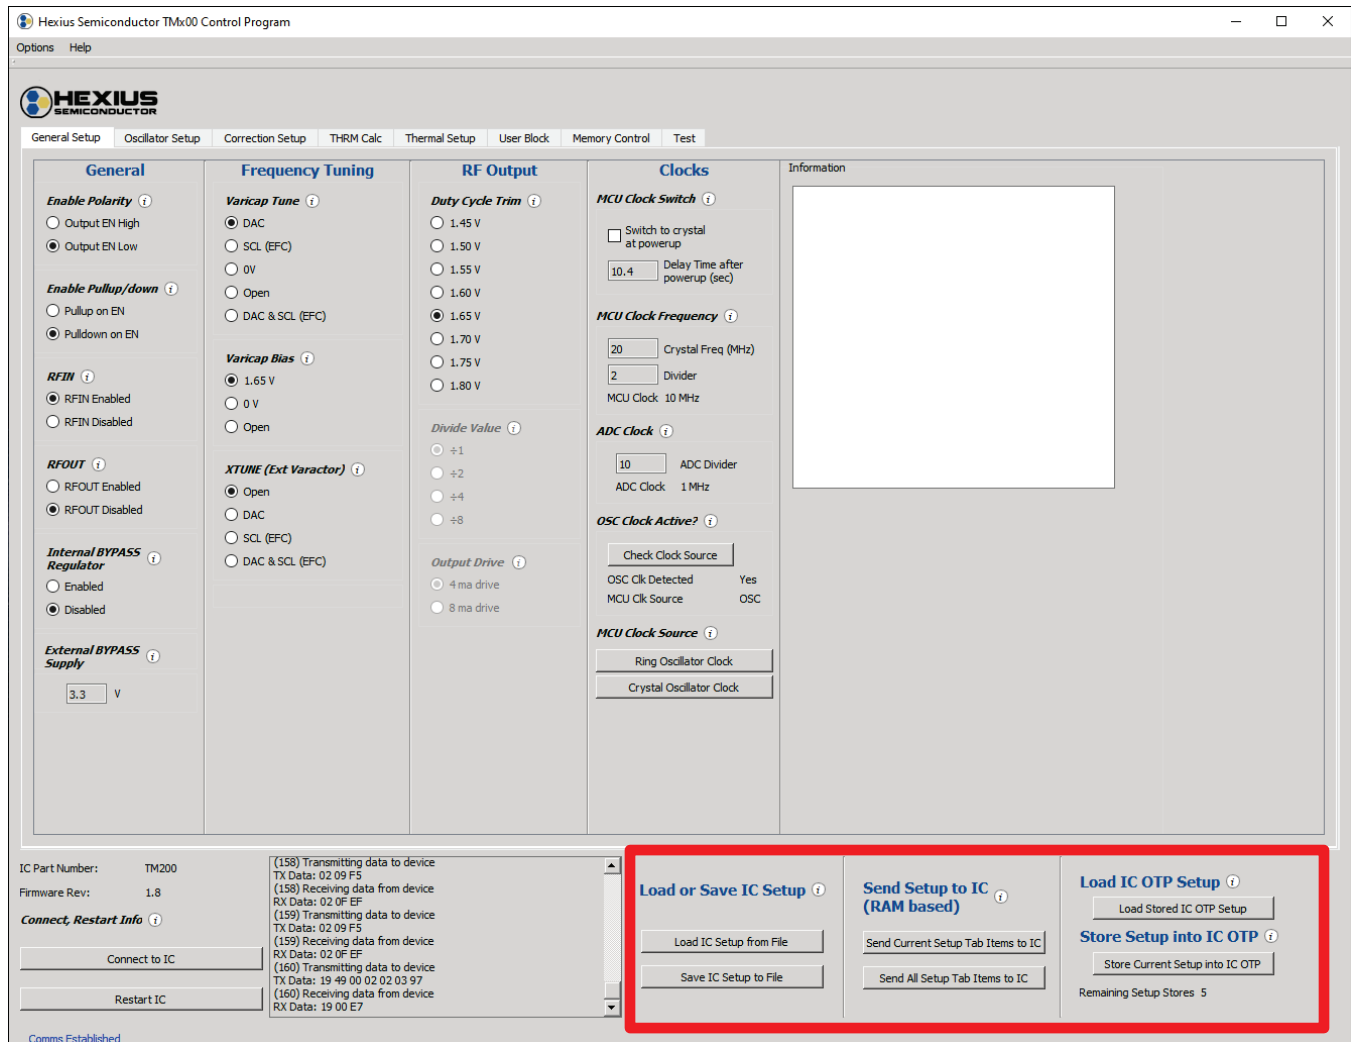 Hexius Semiconductor TMx00 Control Program
Options Help
HEXIUS
SEMICONDUCTOR
General Setup Oscillator Setup Correction Setup THRM Calc Thermal Setup User Block Memory Control Test
General
Enable Polarity i
Output EN High
Output EN Low
Enable Pullup/down i
Pullup on EN
Pulldown on EN
RFIN i
RFIN Enabled
RFIN Disabled
RFOUT i
RFOUT Enabled
RFOUT Disabled
Internal BYPASS
Regulator i
Enabled
Disabled
External BYPASS
Supply i
3.3 V
Frequency Tuning
Varicap Tune i
DAC
SCL (EFC)
0V
Open
DAC & SCL (EFC)
Varicap Bias i
1.65 V
0 V
Open
XTUNE (Ext Varactor) i
Open
DAC
SCL (EFC)
DAC & SCL (EFC)
RF Output
Duty Cycle Trim i
1.45 V
1.50 V
1.55 V
1.60 V
1.65 V
1.70 V
1.75 V
1.80 V
Divide Value i
÷1
÷2
÷4
÷8
Output Drive i
4 ma drive
8 ma drive
Clocks
MCU Clock Switch i
Switch to crystal
at powerup
10.4 Delay Time after
powerup (sec)
MCU Clock Frequency i
20 Crystal Freq (MHz)
2 Divider
MCU Clock 10 MHz
ADC Clock i
10 ADC Divider
ADC Clock 1 MHz
OSC Clock Active? i
Check Clock Source
OSC Clk Detected Yes
MCU Clk Source OSC
MCU Clock Source i
Ring Oscillator Clock
Crystal Oscillator Clock
Information
IC Part Number: TM200
Firmware Rev: 1.8
Connect, Restart Info i
Connect to IC
Restart IC
Comms Established
(158) Transmitting data to device
TX Data: 02 09 F5
(158) Receiving data from device
RX Data: 02 0F EF
(159) Transmitting data to device
TX Data: 02 09 F5
(159) Receiving data from device
RX Data: 02 0F EF
(160) Transmitting data to device
TX Data: 19 49 00 02 02 03 97
(160) Receiving data from device
RX Data: 19 00 E7
Load or Save IC Setup i
Load IC Setup from File
Save IC Setup to File
Send Setup to IC
(RAM based) i
Send Current Setup Tab Items to IC
Send All Setup Tab Items to IC
Load IC OTP Setup i
Load Stored IC OTP Setup
Store Setup into IC OTP i
Store Current Setup into IC OTP
Remaining Setup Stores 5